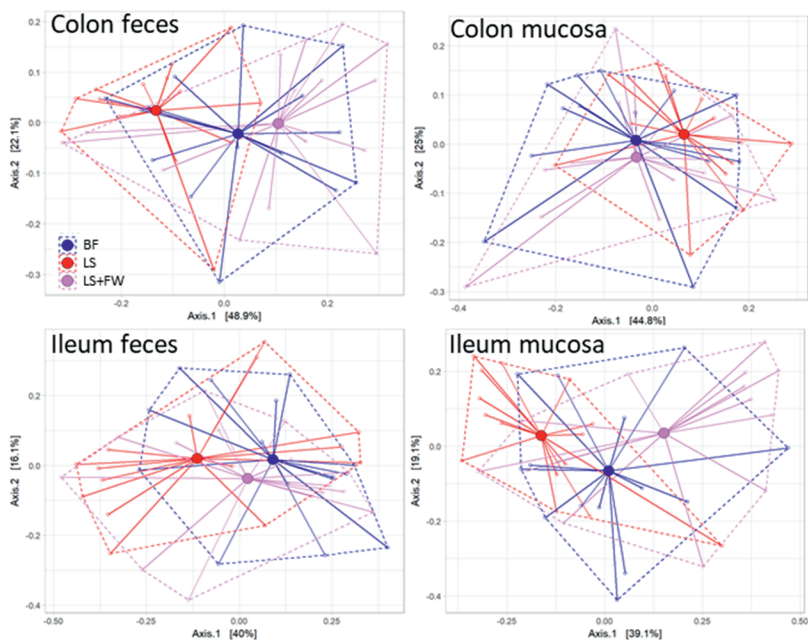 Colon feces
0.2
0.1
0.0
-0.1
-0.2
-0.3
Axis.2 [22.1%]
BF
LS
LS+FW
-0.2
0.0
0.2
Axis.1 [48.9%]
Colon mucosa
0.2
0.1
0.0
-0.1
-0.2
-0.3
Axis.2 [25%]
-0.4
-0.2
0.0
0.2
Axis.1 [44.8%]
Ileum feces
0.2
0.0
-0.2
-0.4
Axis.2 [16.1%]
-0.50
-0.25
0.00
0.25
Axis.1 [40%]
Ileum mucosa
0.2
0.0
-0.2
-0.4
Axis.2 [19.1%]
-0.25
0.00
0.25
0.50
Axis.1 [39.1%]